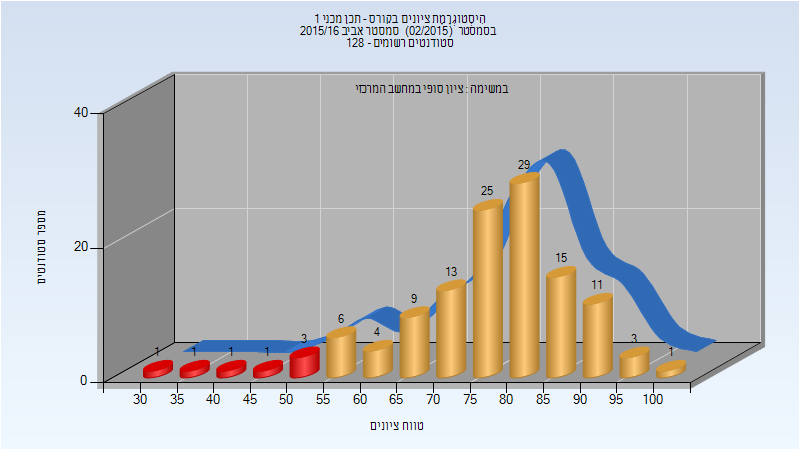 היסטוגרמת ציונים בקורס - תכן מכני 1
בסמסטר (02/2015) סמסטר אביב 2015/16
סטודנטים רשומים - 128
במשימה : ציון סופי במחשב המרכזי
מספר סטודנטים
40
20
0
1
1
1
1
3
6
4
9
13
25
29
15
11
3
1
30 35 40 45 50 55 60 65 70 75 80 85 90 95 100
טווח ציונים